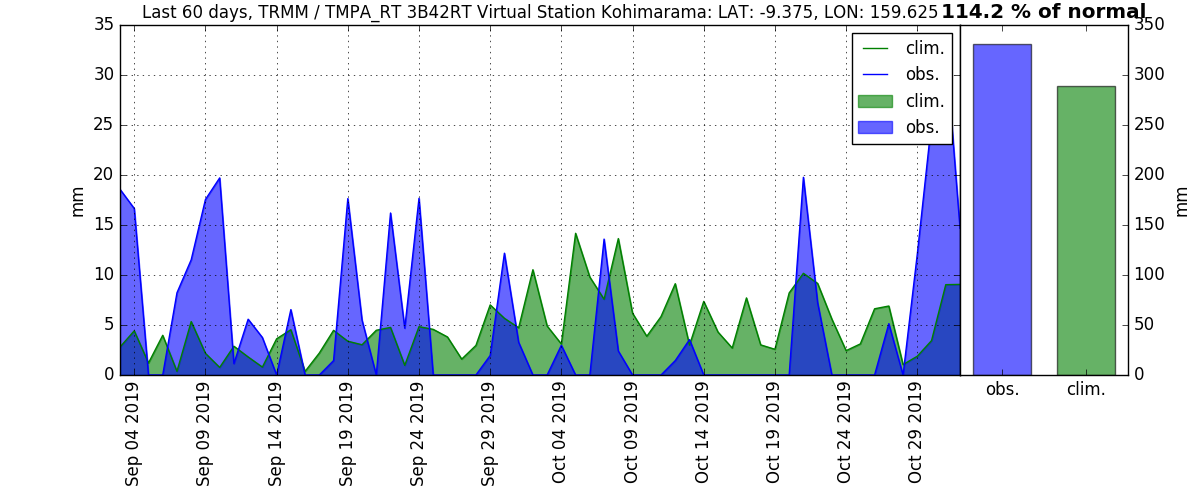 Last 60 days, TRMM / TMPA_RT 3B42RT Virtual Station Kohimarama: LAT: -9.375, LON: 159.625
114.2 % of normal
35
30
25
20
15
10
5
0
mm
clim.
obs.
clim.
obs.
350
300
250
200
150
100
50
0
mm
obs.
clim.
Sep 04 2019
Sep 09 2019
Sep 14 2019
Sep 19 2019
Sep 24 2019
Sep 29 2019
Oct 04 2019
Oct 09 2019
Oct 14 2019
Oct 19 2019
Oct 24 2019
Oct 29 2019